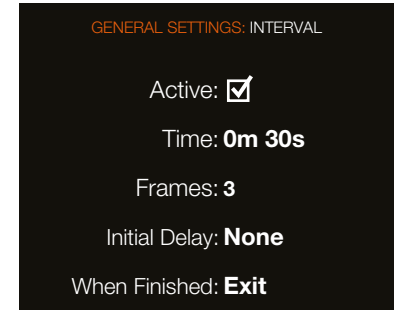 GENERAL SETTINGS: INTERVAL
Active:
Time: 0m 30s
Frames: 3
Initial Delay: None
When Finished: Exit